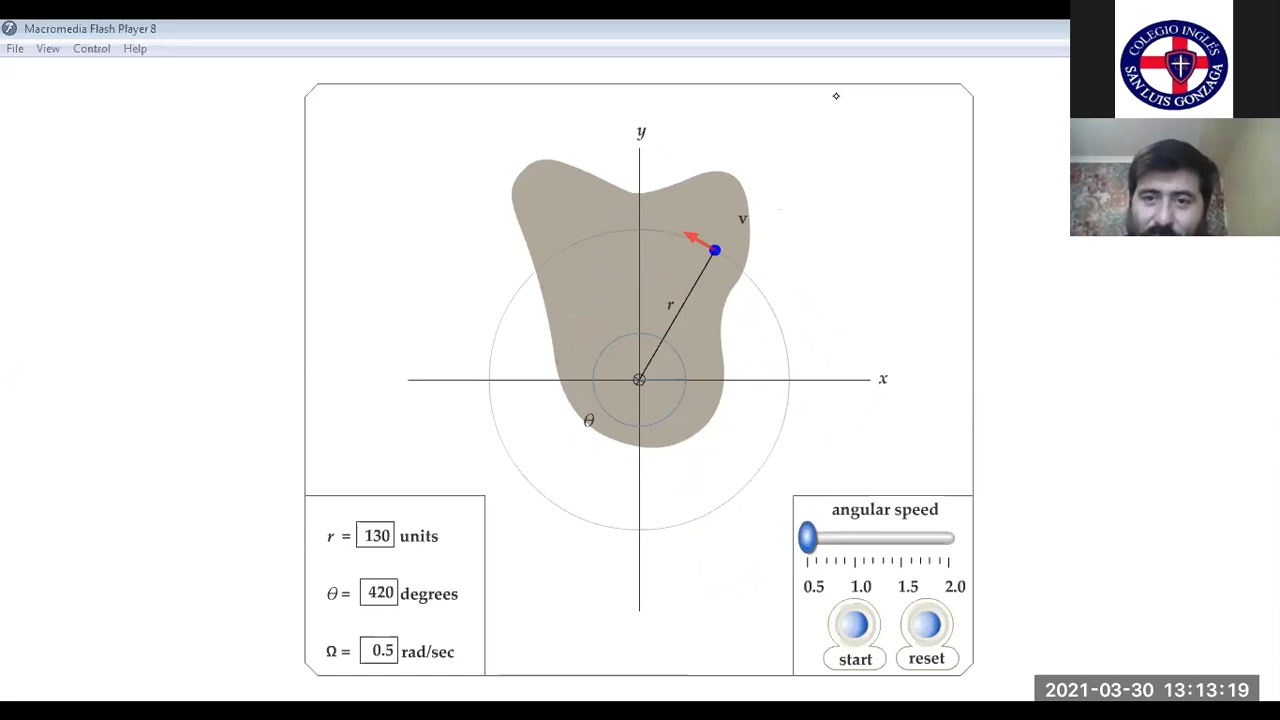 Macromedia Flash Player 8
File View Control Help
COLEGIO INGLÉS
SAN LUIS GONZAGA
y
v
r
x
θ
r = 130 units
θ = 420 degrees
Ω = 0.5 rad/sec
angular speed
0.5 1.0 1.5 2.0
start reset
2021-03-30 13:13:19